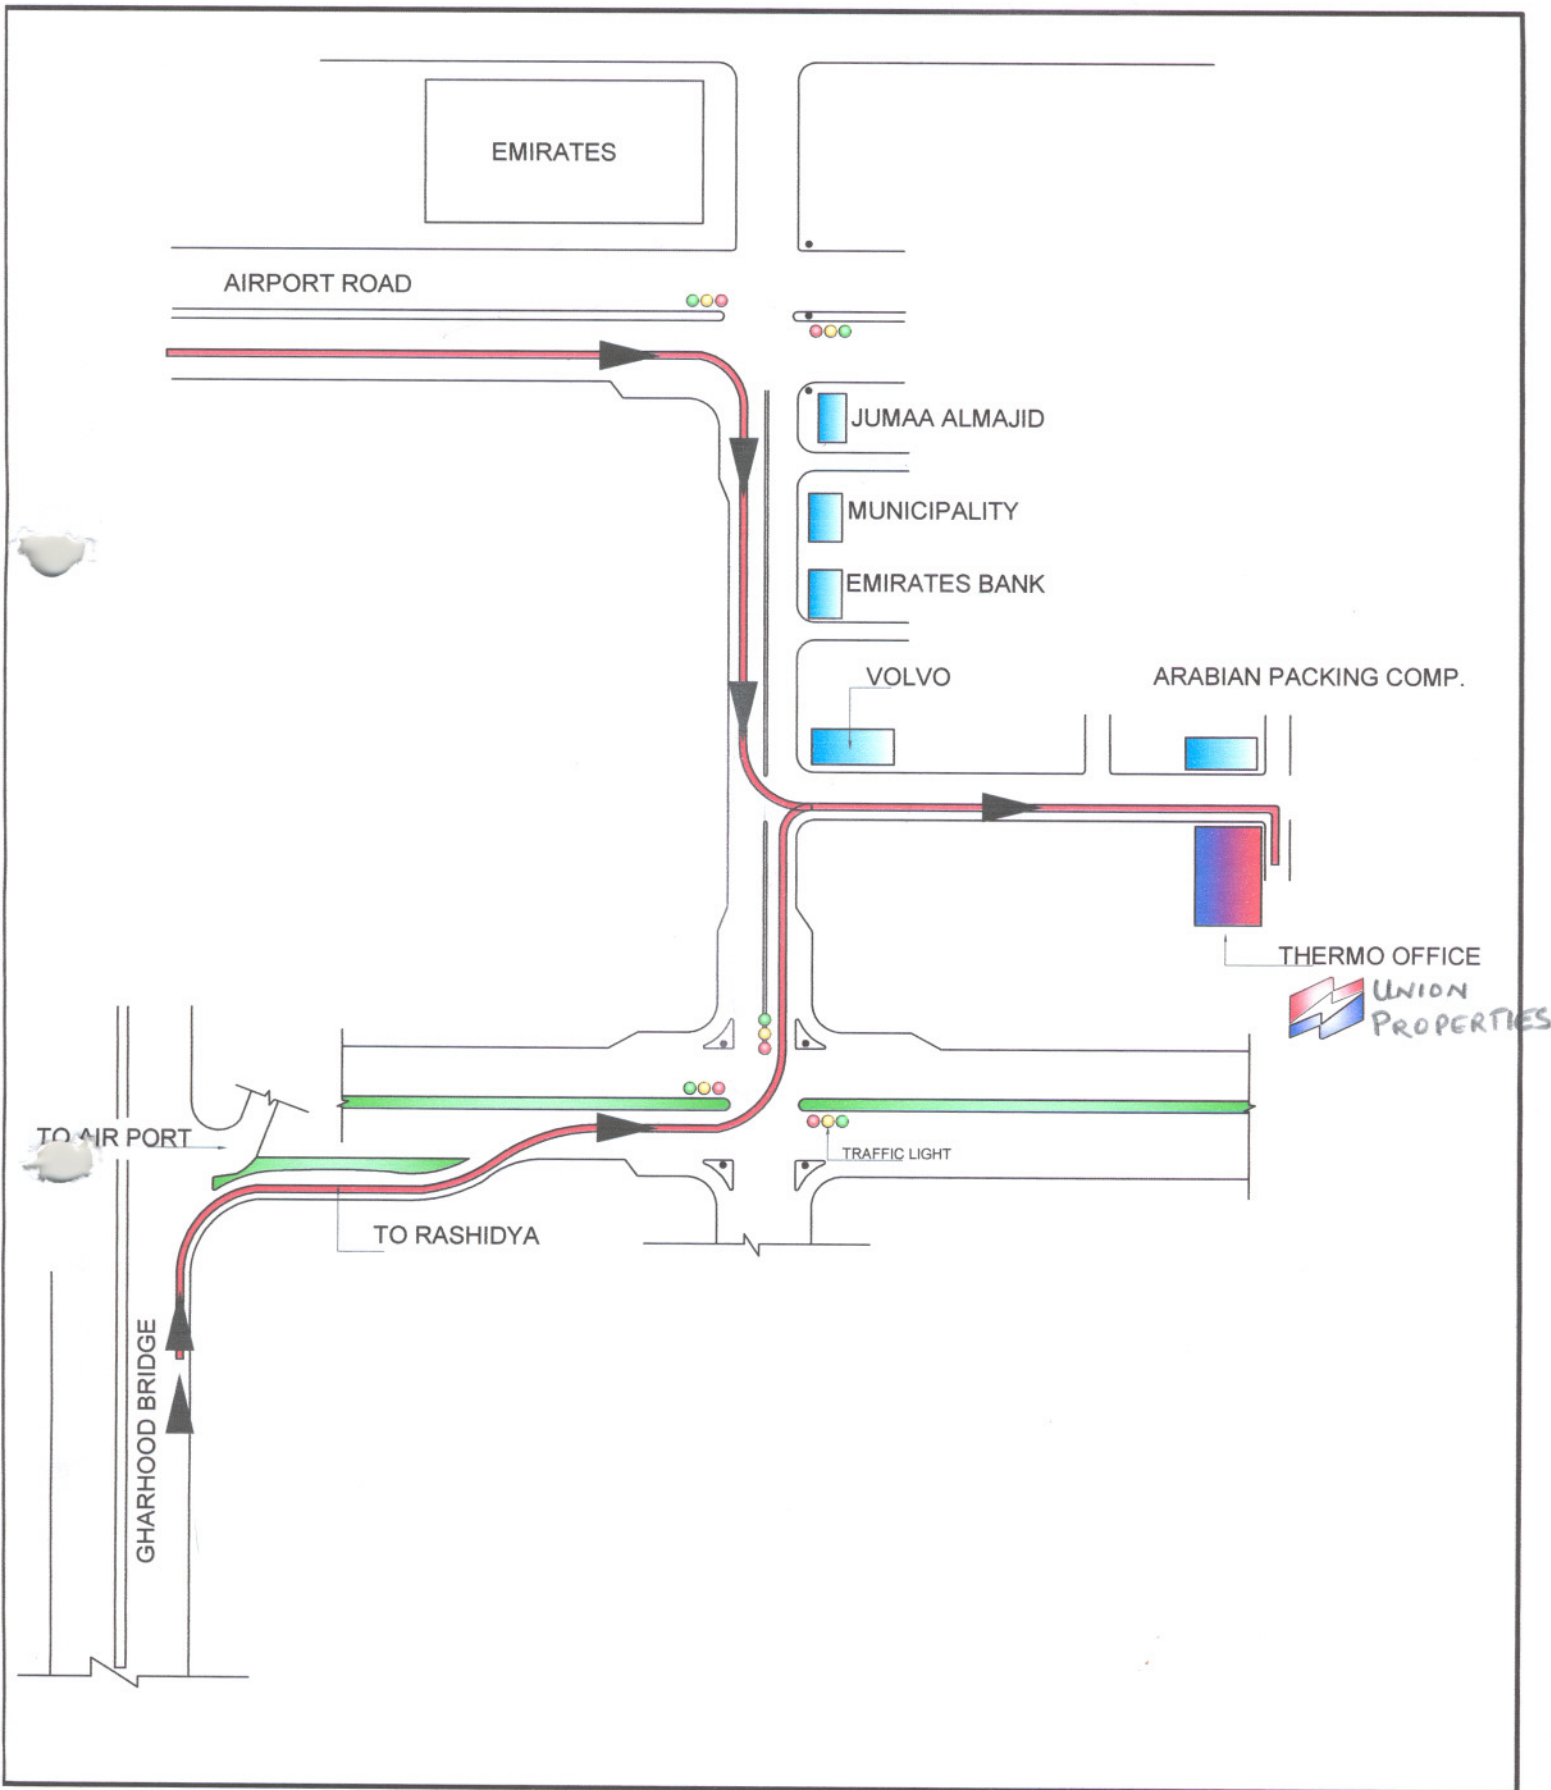 EMIRATES
AIRPORT ROAD
JUMAA ALMAJID
MUNICIPALITY
EMIRATES BANK
VOLVO
ARABIAN PACKING COMP.
THERMO OFFICE
UNION
PROPERTIES
TO AIR PORT
TRAFFIC LIGHT
TO RASHIDYA
GHARHOOD BRIDGE